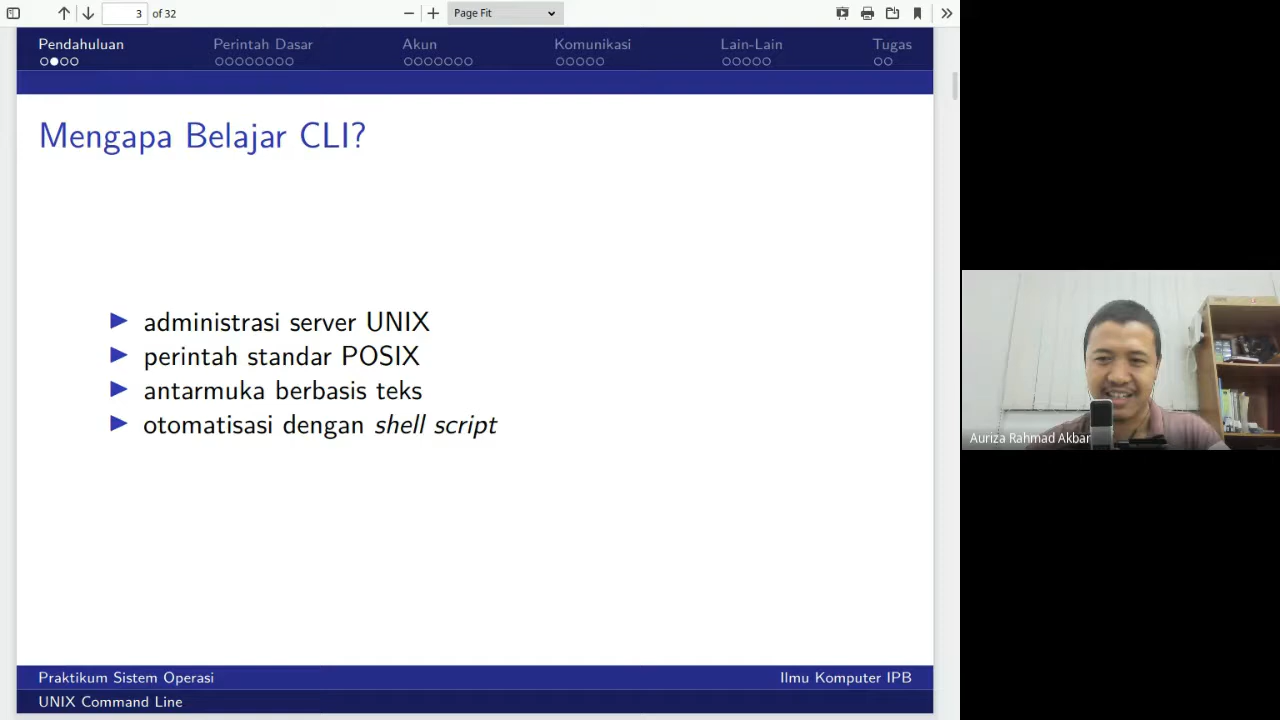 3 of 32
Page Fit
Pendahuluan Perintah Dasar Akun Komunikasi Lain-Lain Tugas
Mengapa Belajar CLI?
administrasi server UNIX
perintah standar POSIX
antarmuka berbasis teks
otomatisasi dengan shell script
Auriza Rahmad Akbar
Praktikum Sistem Operasi Ilmu Komputer IPB
UNIX Command Line